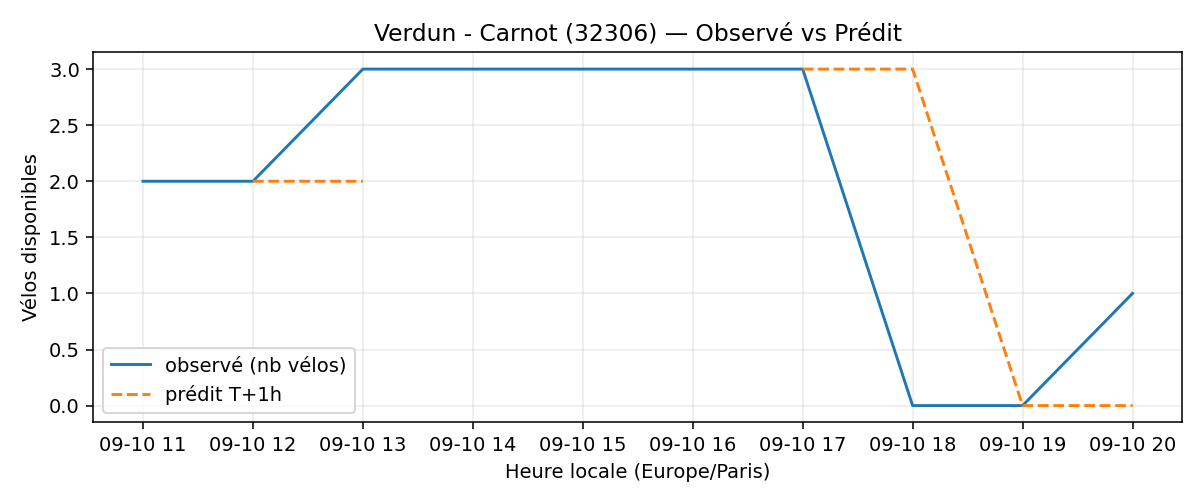 Verdun - Carnot (32306) — Observé vs Prédit
Vélos disponibles
3.0
2.5
2.0
1.5
1.0
0.5
0.0
observé (nb vélos)
prédit T+1h
09-10 11 09-10 12 09-10 13 09-10 14 09-10 15 09-10 16 09-10 17 09-10 18 09-10 19 09-10 20
Heure locale (Europe/Paris)